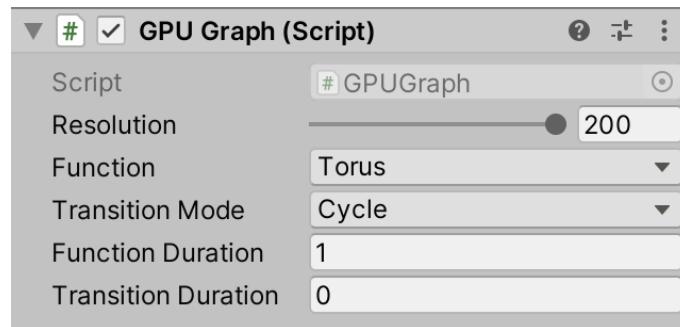 # GPU Graph (Script)
Script # GPUGraph
Resolution 200
Function Torus
Transition Mode Cycle
Function Duration 1
Transition Duration 0